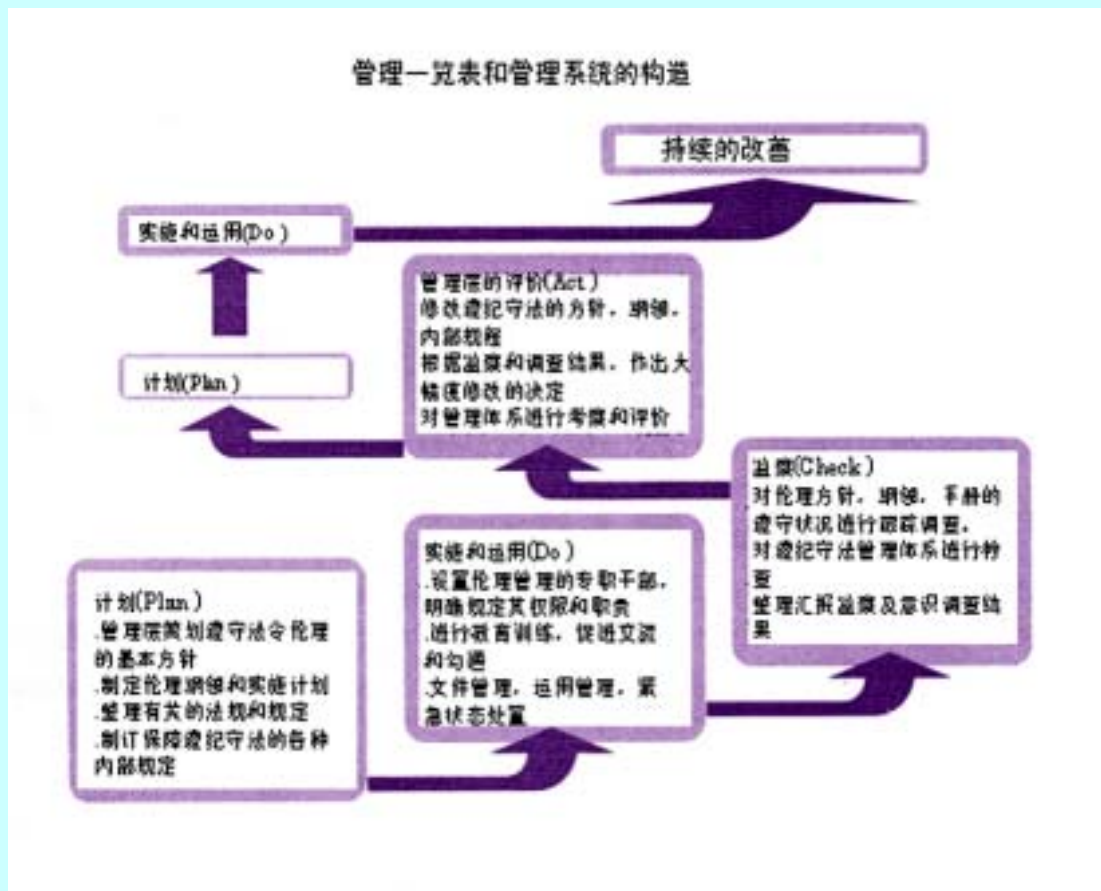 管理一览表和管理系统的构造
持续的改善
实施和运用(Do)
管理层的评价(Act)
修改遵纪守法的方针，纲领，
内部规程
根据监察和调查结果，作出大
幅度修改的决定
对管理体系进行考察和评价
计划(Plan)
监察(Check)
对伦理方针，纲领，手册的
遵守状况进行跟踪调查，
对遵纪守法管理体系进行检
查
整理汇报监察及意识调查结
果
实施和运用(Do)
.设置伦理管理的专职干部，
明确规定其权限和职责
.进行教育训练，促进交流
和勾通
.文件管理，运用管理，紧
急状态处置
计划(Plan)
.管理层策划遵守法令伦理
的基本方针
.制定伦理纲领和实施计划
.整理有关的法规和规定
.制订保障遵纪守法的各种
内部规定